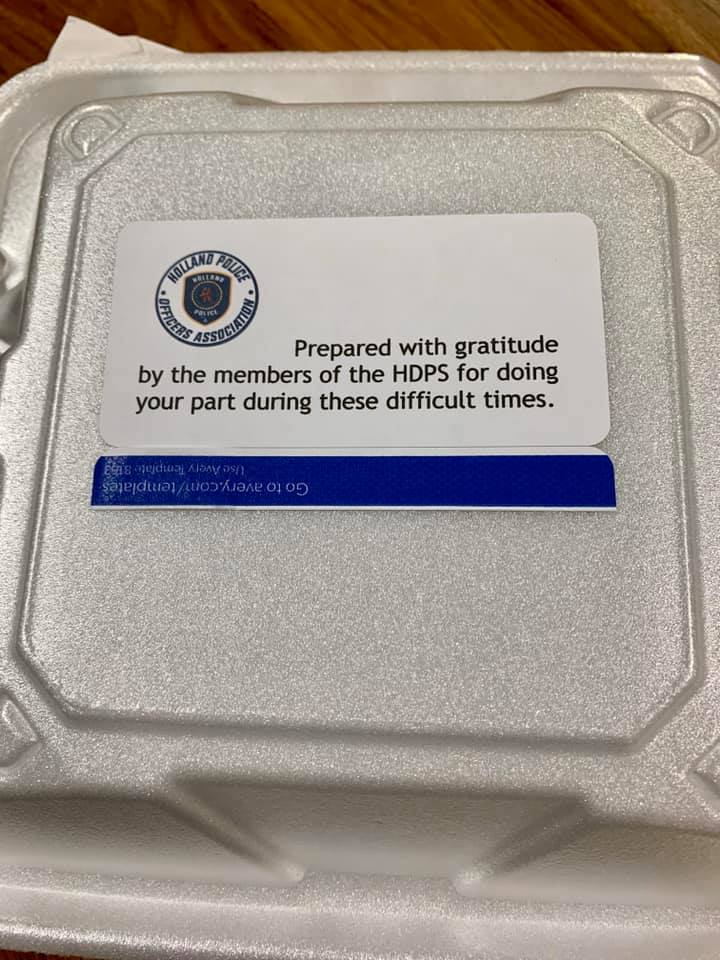 HOLLAND POLICE
OFFICERS ASSOCIATION
HOLLAND
POLICE
Prepared with gratitude
by the members of the HDPS for doing
your part during these difficult times.
Go to avery.com/templates
Use Avery Template 8163